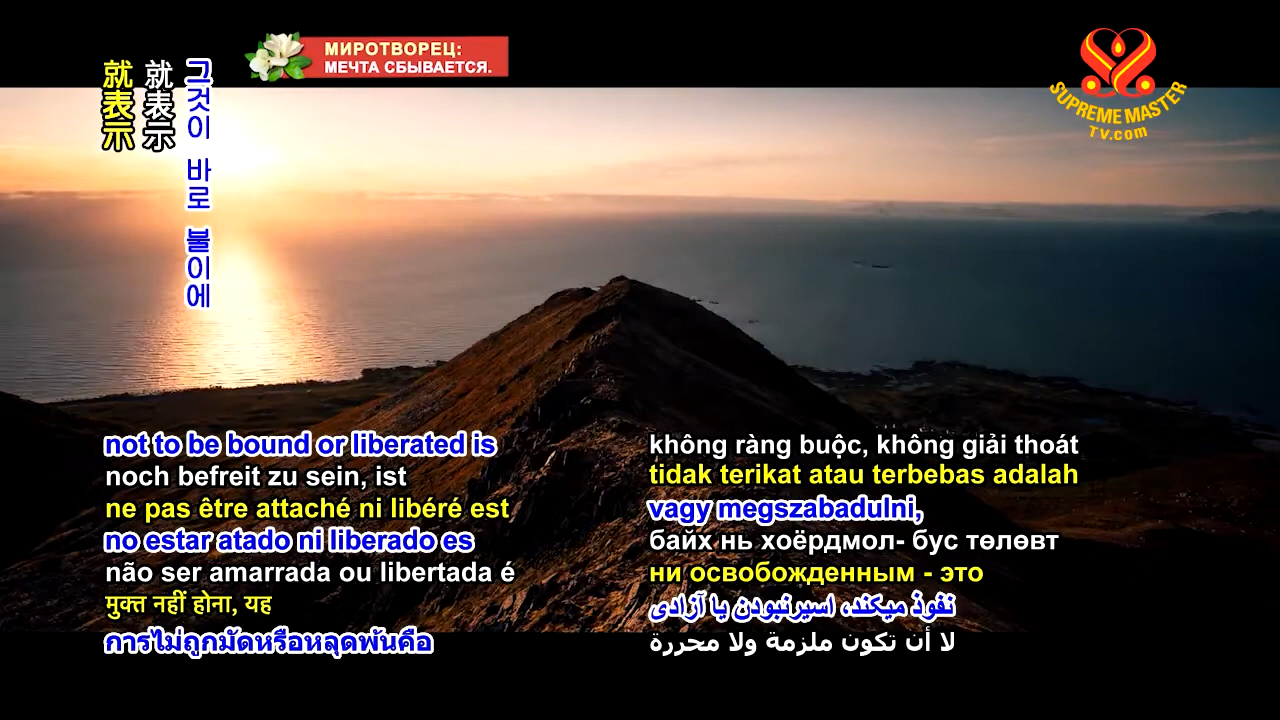 МИРОТВОРЕЦ:
МЕЧТА СБЫВАЕТСЯ.
SUPREME MASTER
TV.com
就表示
就表示
그것이 바로 불이에
not to be bound or liberated is
noch befreit zu sein, ist
ne pas être attaché ni libéré est
no estar atado ni liberado es
não ser amarrada ou libertada é
मुक्त नहीं होना, यह
การไม่ถูกมัดหรือหลุดพ้นคือ
không ràng buộc, không giải thoát
tidak terikat atau terbebas adalah
vagy megszabadulni,
байх нь хоёрдмол- бус төлөвт
ни освобожденным - это
نفوذ میکند، اسیرنبودن یا آزادی
لا أن تكون ملزمة ولا محررة